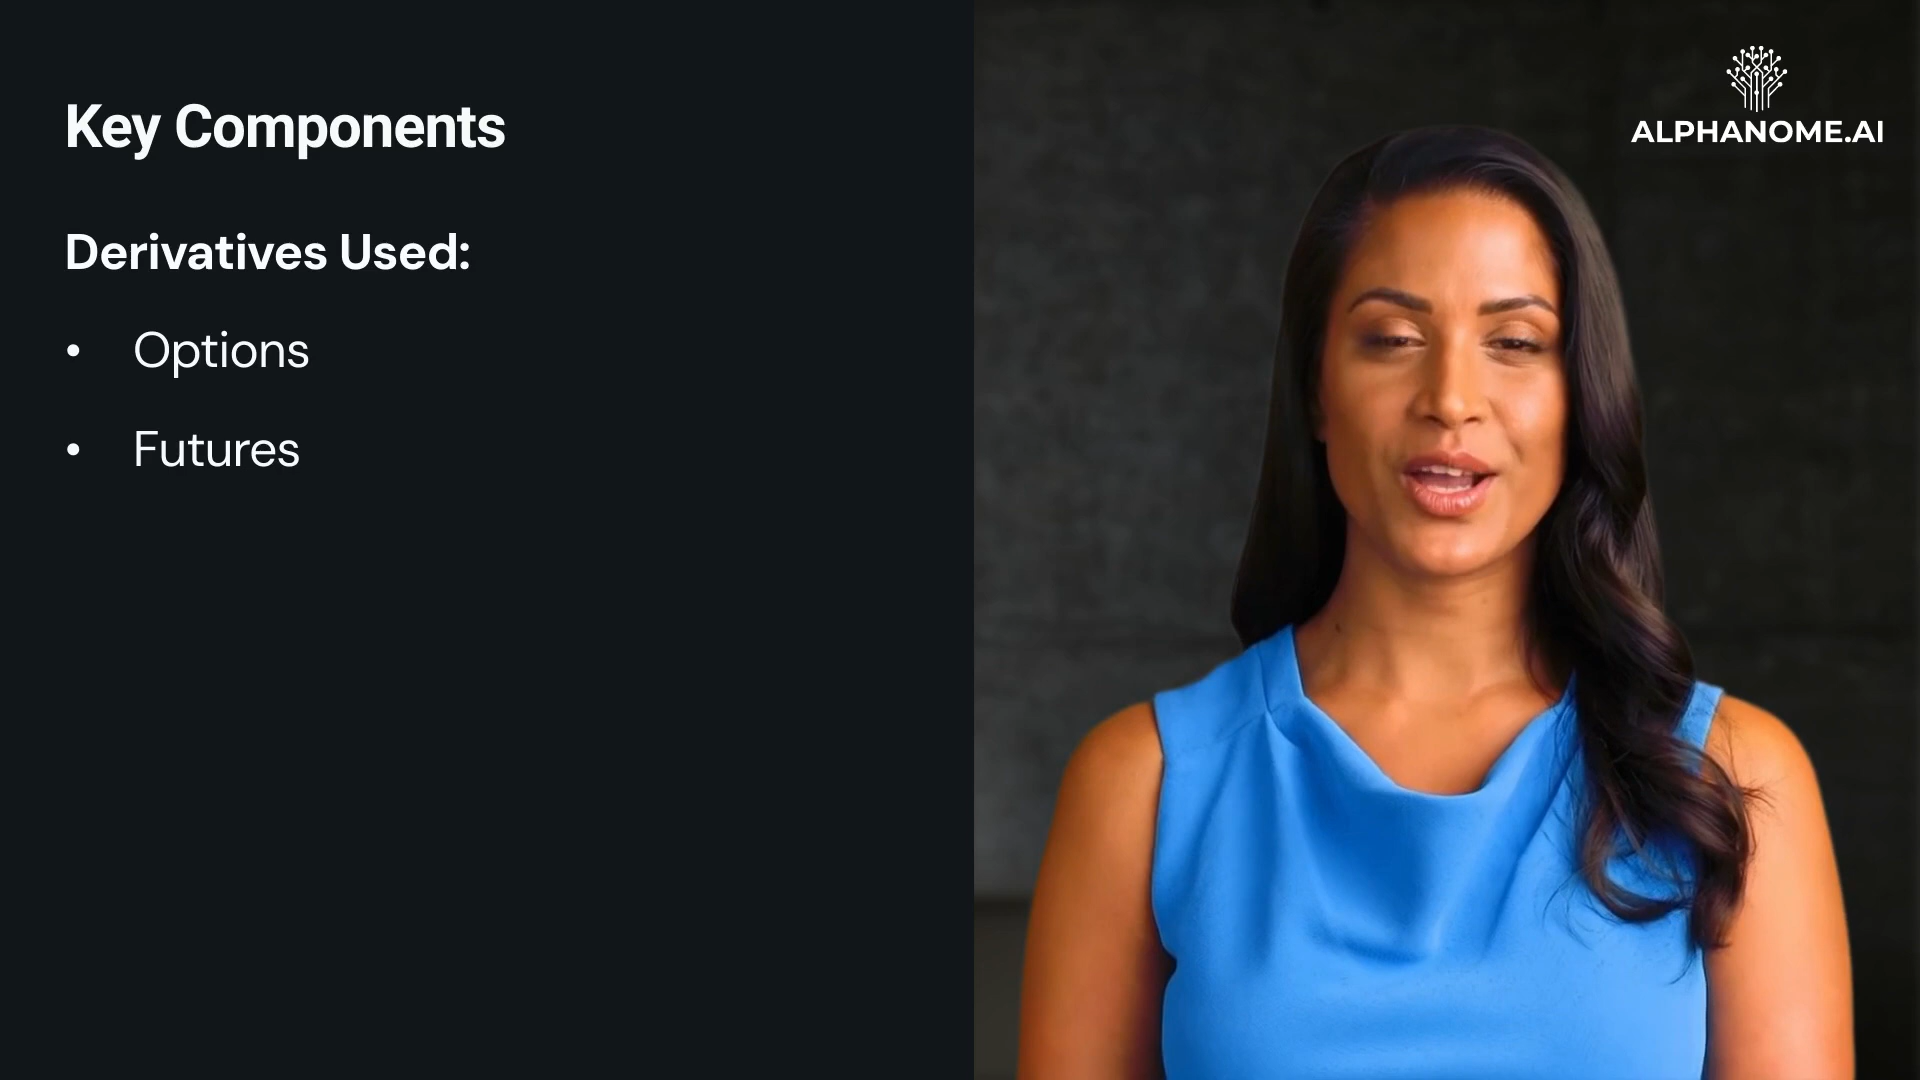 Key Components
Derivatives Used:
• Options
• Futures
ALPHANOME.AI